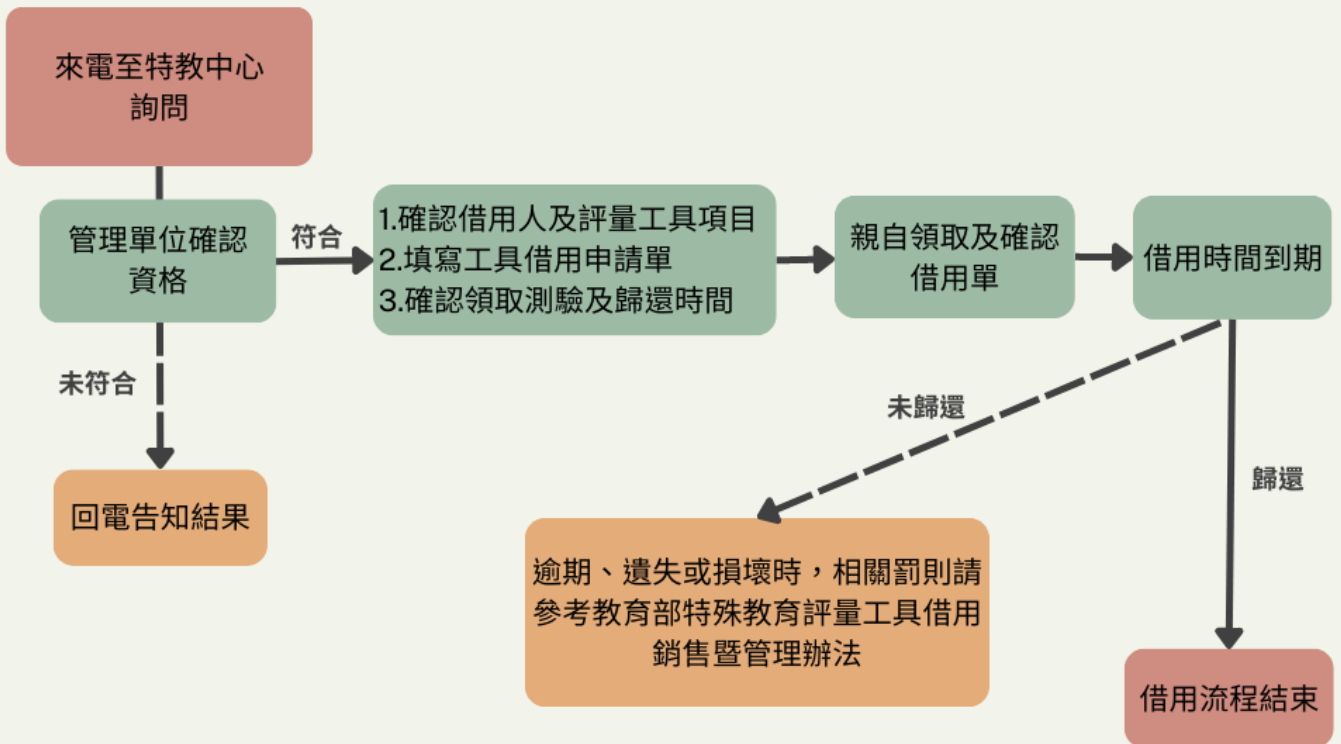 來電至特教中心
詢問
管理單位確認
資格
符合
1.確認借用人及評量工具項目
2.填寫工具借用申請單
3.確認領取測驗及歸還時間
親自領取及確認
借用單
借用時間到期
未符合
回電告知結果
未歸還
逾期、遺失或損壞時，相關罰則請
參考教育部特殊教育評量工具借用
銷售暨管理辦法
歸還
借用流程結束